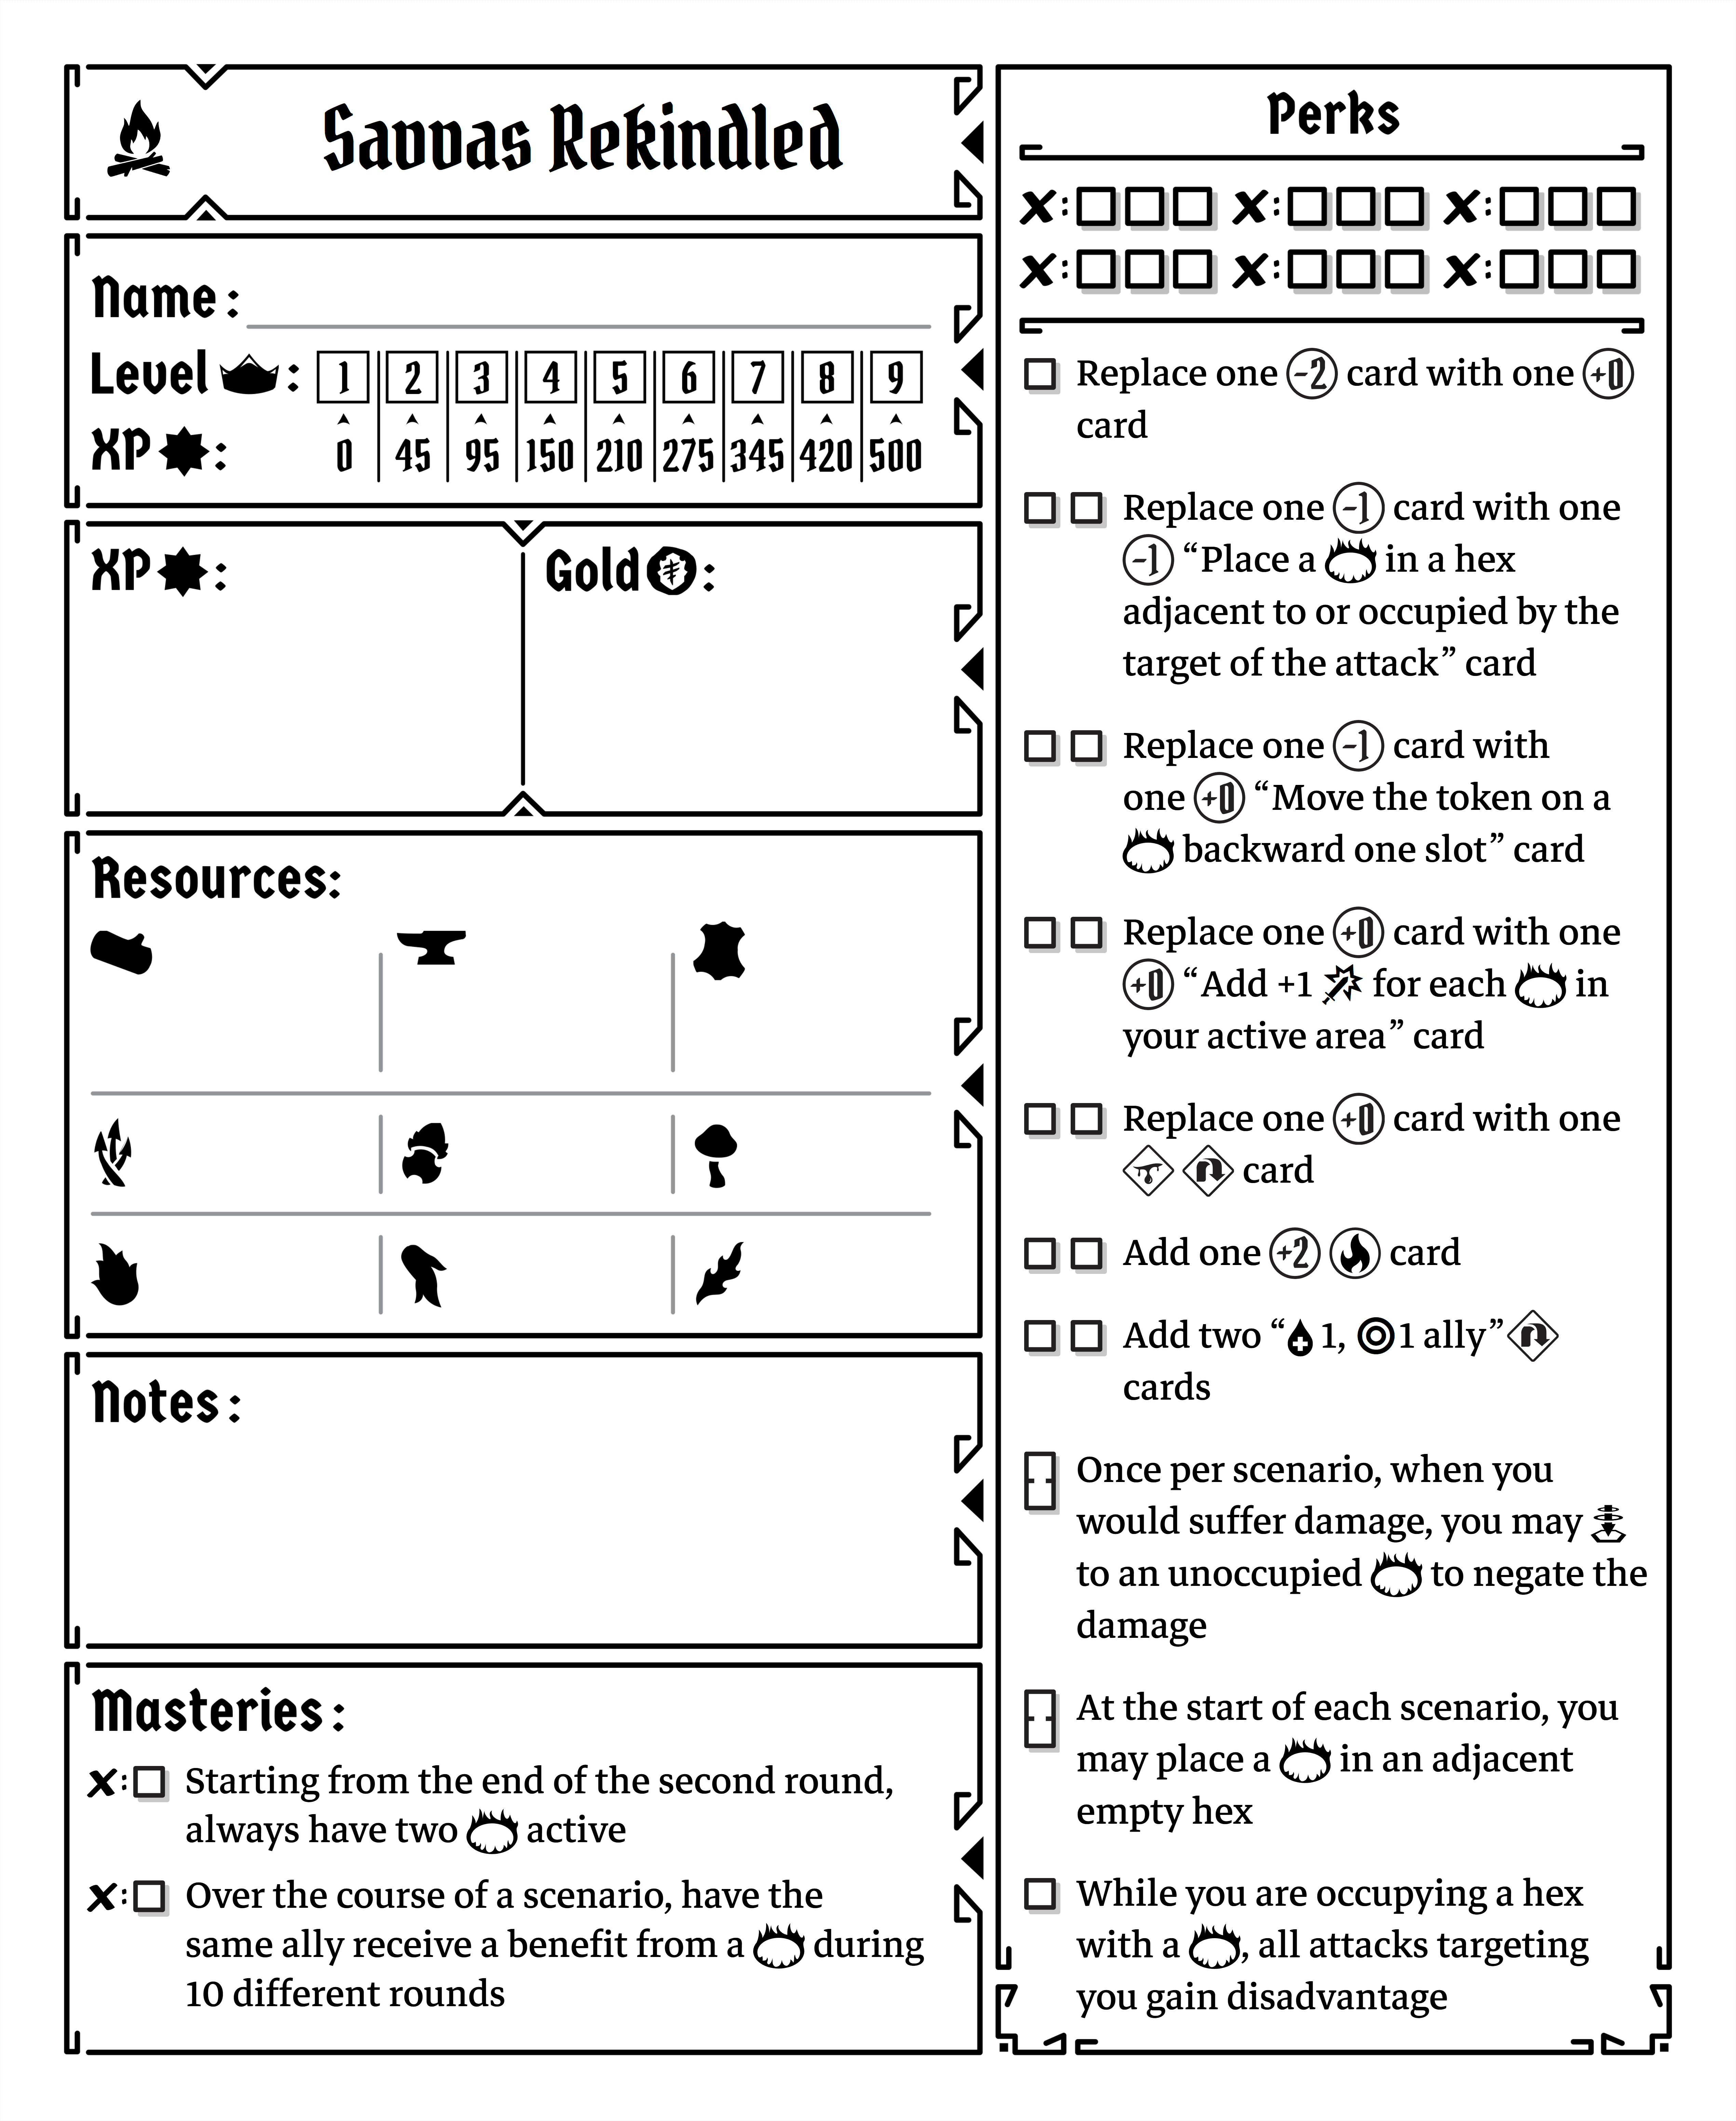 Savvas Rekindled
Name :
Level : 1 2 3 4 5 6 7 8 9
XP : 0 45 95 150 210 275 345 420 500
XP :
Gold :
Resources:
Notes :
Masteries :
x: Starting from the end of the second round,
always have two active
x: Over the course of a scenario, have the
same ally receive a benefit from a during
10 different rounds
Perks
x: x: x:
x: x: x:
Replace one -2 card with one +0
card
Replace one -1 card with one
-1 “Place a in a hex
adjacent to or occupied by the
target of the attack” card
Replace one -1 card with
one +0 “Move the token on a
backward one slot” card
Replace one +0 card with one
+0 “Add +1 for each in
your active area” card
Replace one +0 card with one
card
Add one +2 card
Add two “ 1, 1 ally”
cards
Once per scenario, when you
would suffer damage, you may
to an unoccupied to negate the
damage
At the start of each scenario, you
may place a in an adjacent
empty hex
While you are occupying a hex
with a , all attacks targeting
you gain disadvantage